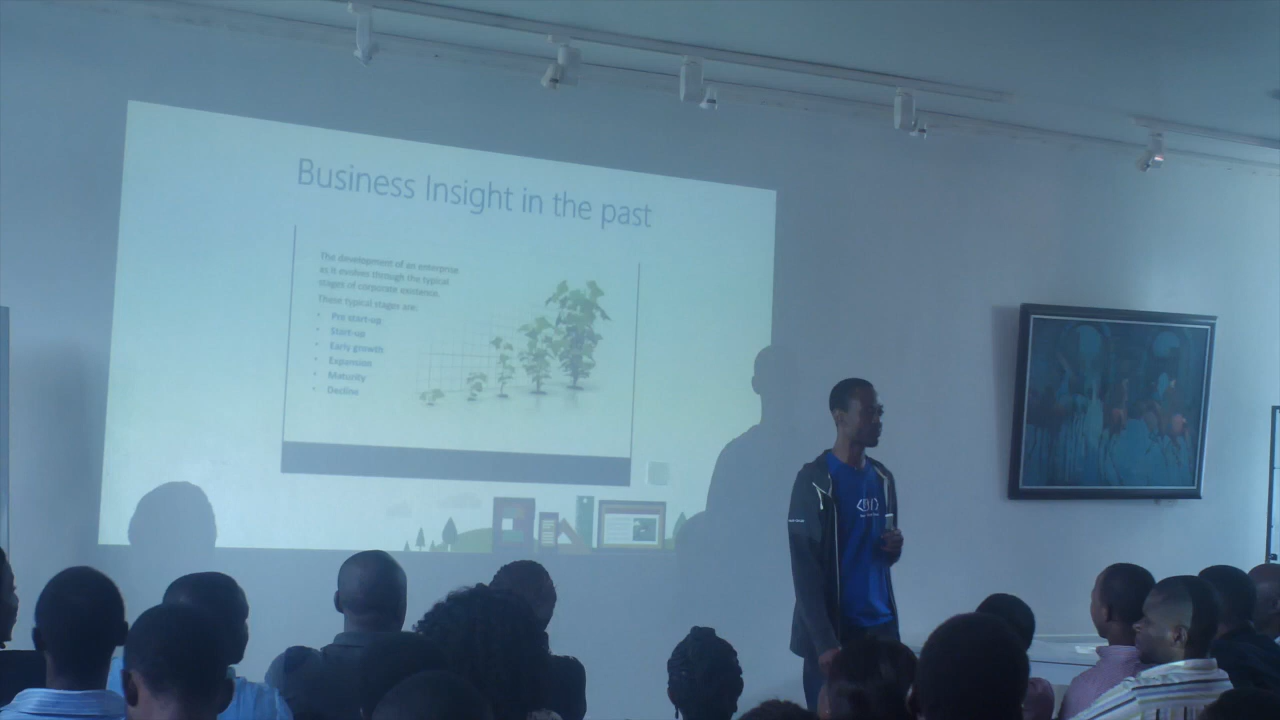 Business Insight in the past
The development of an enterprise
as it evolves through the typical
stages of corporate existence.
These typical stages are:
• Pre start-up
• Start-up
• Early growth
• Expansion
• Maturity
• Decline